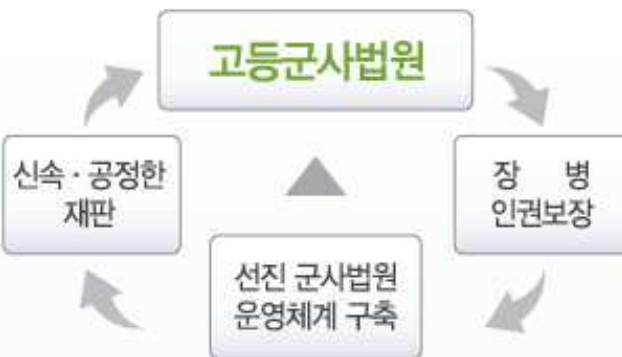 고등군사법원
신속 · 공정한
재판
장 병
인권보장
선진 군사법원
운영체계 구축